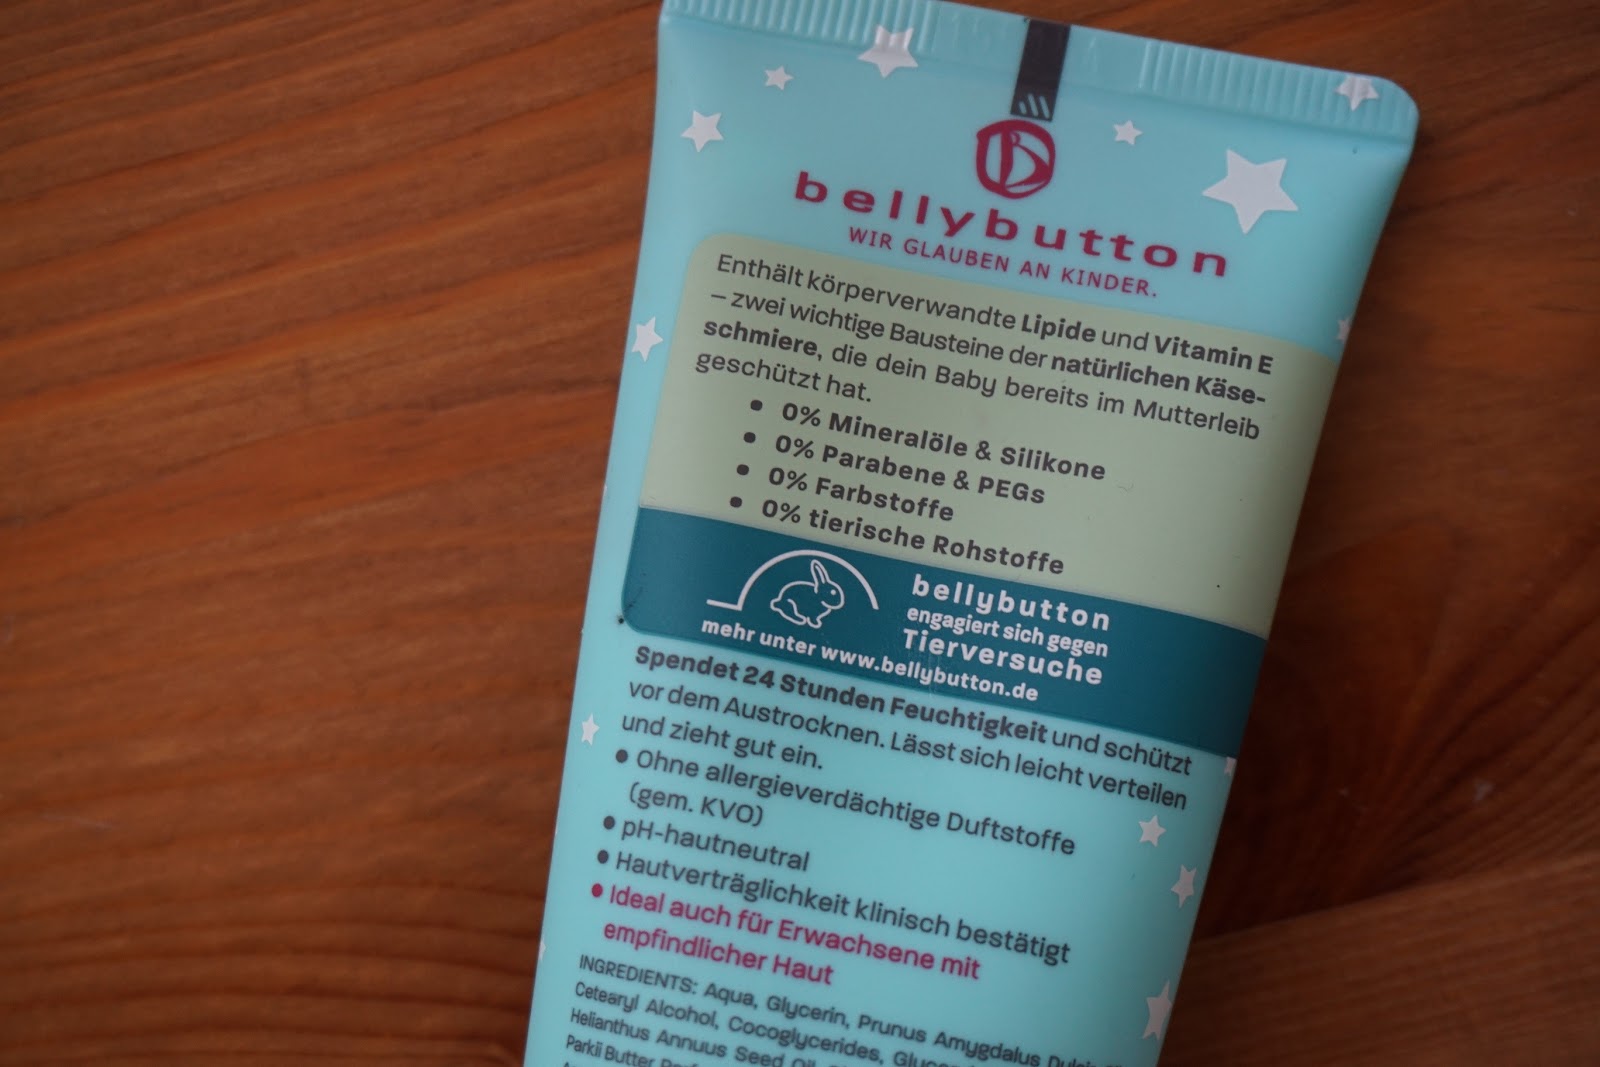 bellybutton
WIR GLAUBEN AN KINDER.
Enthält körperverwandte Lipide und Vitamin E
– zwei wichtige Bausteine der natürlichen Käse-
schmiere, die dein Baby bereits im Mutterleib
geschützt hat.
• 0% Mineralöle & Silikone
• 0% Parabene & PEGs
• 0% Farbstoffe
• 0% tierische Rohstoffe
bellybutton
engagiert sich gegen
Tierversuche
mehr unter www.bellybutton.de
Spendet 24 Stunden Feuchtigkeit und schützt
vor dem Austrocknen. Lässt sich leicht verteilen
und zieht gut ein.
• Ohne allergieverdächtige Duftstoffe
(gem. KVO)
• pH-hautneutral
• Hautverträglichkeit klinisch bestätigt
• Ideal auch für Erwachsene mit
empfindlicher Haut
INGREDIENTS: Aqua, Glycerin, Prunus Amygdalus Dulcis
Cetearyl Alcohol, Cocoglycerides,
Helianthus Annuus Seed Oil,
Parkii Butter